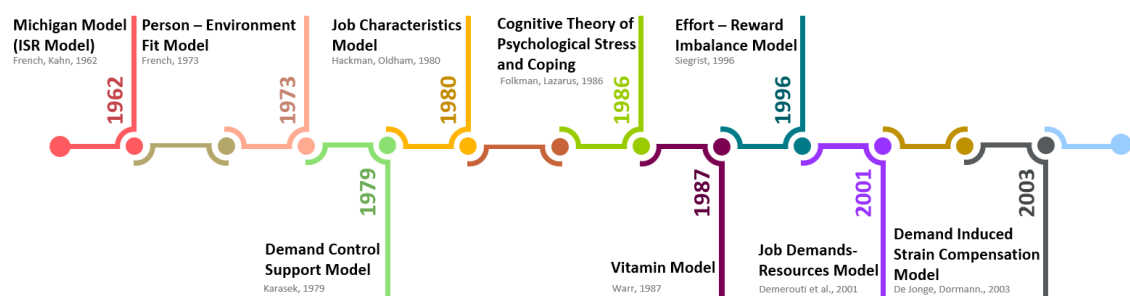 Michigan Model
(ISR Model)
French, Kahn, 1962
1962
Person – Environment
Fit Model
French, 1973
1973
Job Characteristics
Model
Hackman, Oldham, 1980
1980
Cognitive Theory of
Psychological Stress
and Coping
Folkman, Lazarus, 1986
1986
Effort – Reward
Imbalance Model
Siegrist, 1996
1996
1979
Demand Control
Support Model
Karasek, 1979
1987
Vitamin Model
Warr, 1987
2001
Job Demands-
Resources Model
Demerouti et al., 2001
2003
Demand Induced
Strain Compensation
Model
De Jonge, Dormann., 2003